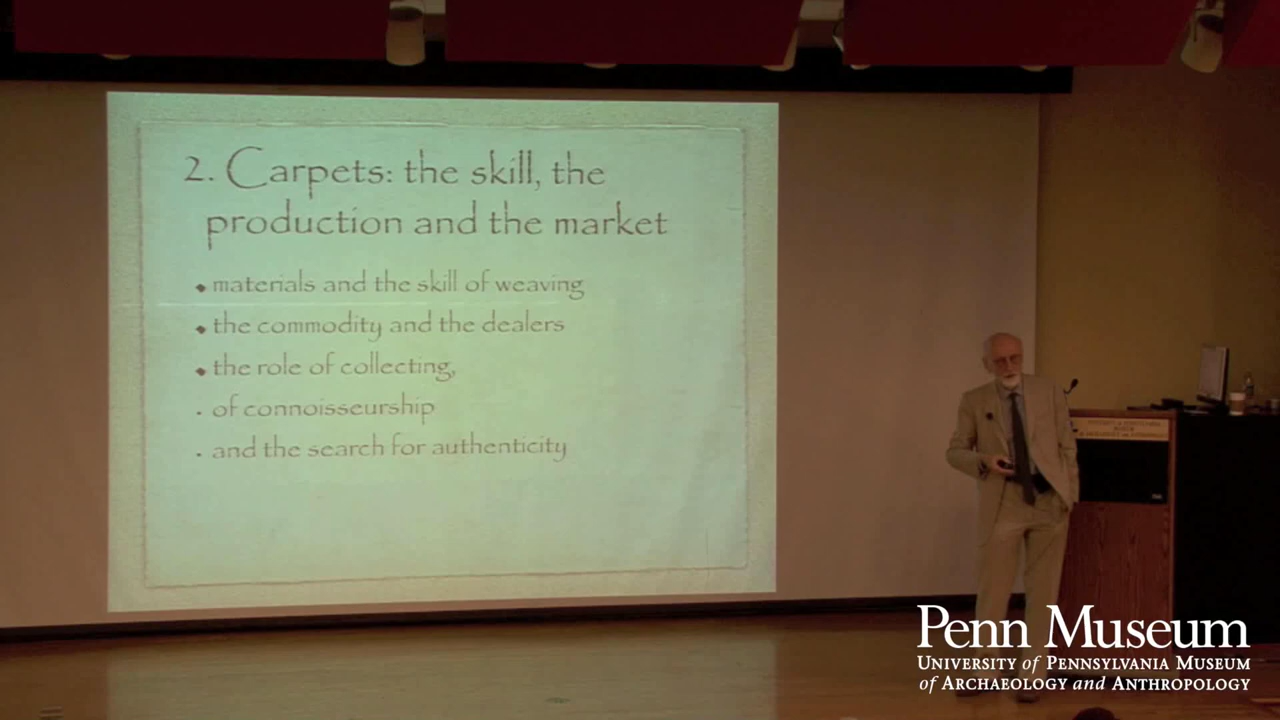 2. Carpets: the skill, the
production and the market
• materials and the skill of weaving
• the commodity and the dealers
• the role of collecting,
· of connoisseurship
· and the search for authenticity
Penn Museum
UNIVERSITY of PENNSYLVANIA MUSEUM
of ARCHAEOLOGY and ANTHROPOLOGY